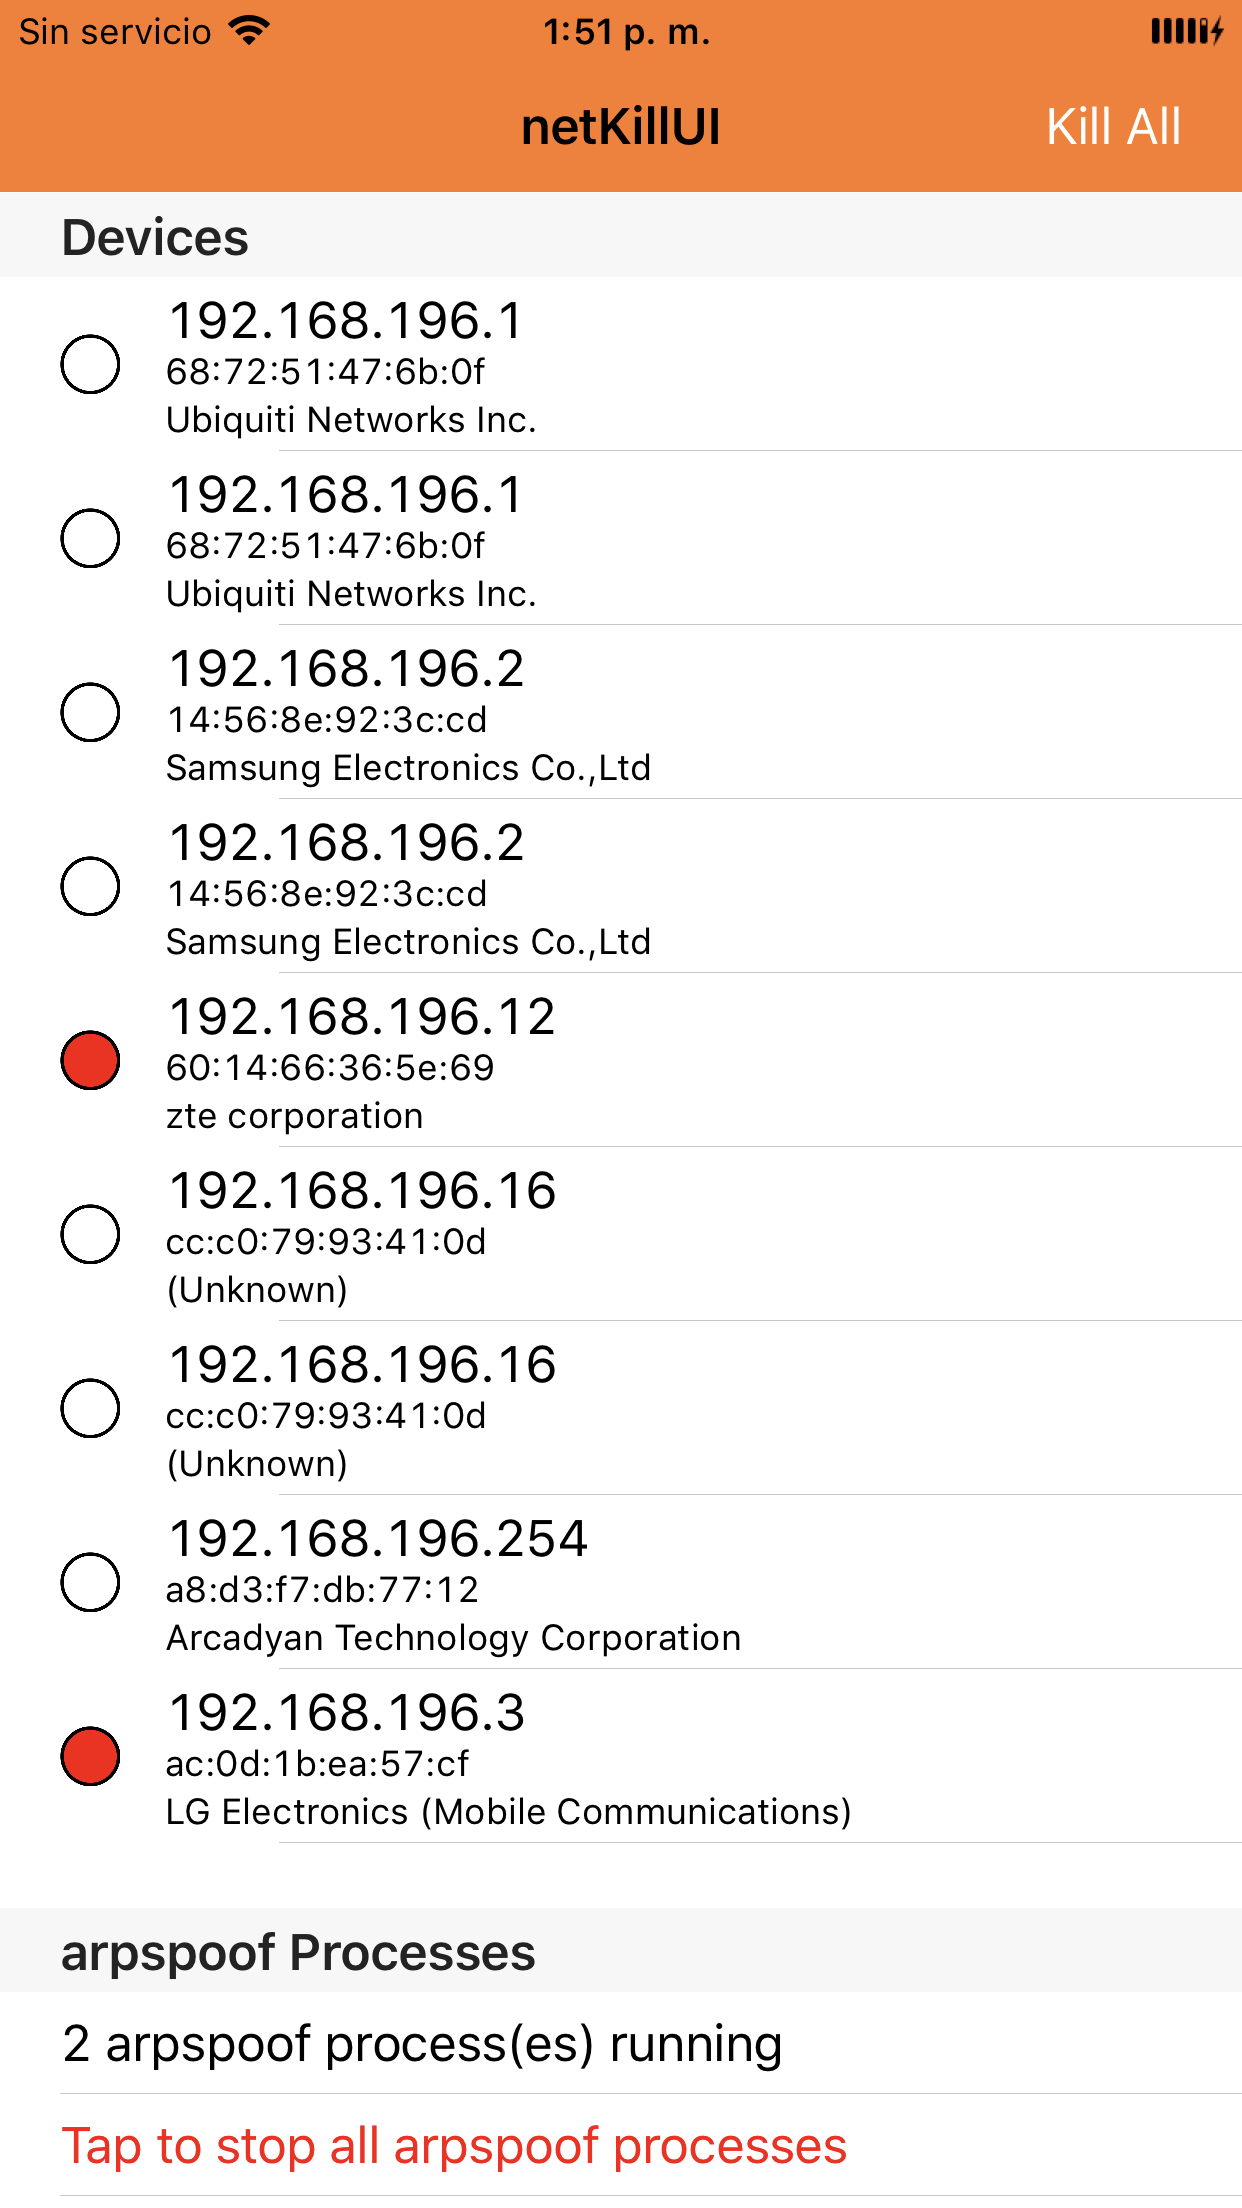 Sin servicio
1:51 p. m.
netKillUI
Kill All
Devices
192.168.196.1
68:72:51:47:6b:0f
Ubiquiti Networks Inc.
192.168.196.1
68:72:51:47:6b:0f
Ubiquiti Networks Inc.
192.168.196.2
14:56:8e:92:3c:cd
Samsung Electronics Co.,Ltd
192.168.196.2
14:56:8e:92:3c:cd
Samsung Electronics Co.,Ltd
192.168.196.12
60:14:66:36:5e:69
zte corporation
192.168.196.16
cc:c0:79:93:41:0d
(Unknown)
192.168.196.16
cc:c0:79:93:41:0d
(Unknown)
192.168.196.254
a8:d3:f7:db:77:12
Arcadyan Technology Corporation
192.168.196.3
ac:0d:1b:ea:57:cf
LG Electronics (Mobile Communications)
arpspoof Processes
2 arpspoof process(es) running
Tap to stop all arpspoof processes